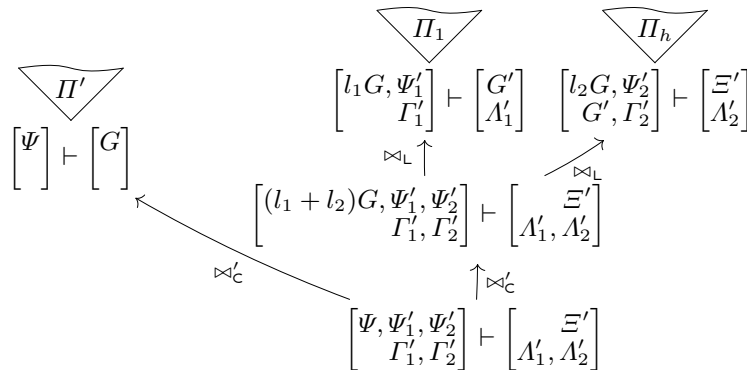 Π₁ Π_h
Π′
[l₁G, Ψ′₁ Γ′₁] ⊢ [G′ Λ′₁] [l₂G, Ψ′₂ G′, Γ′₂] ⊢ [Ξ′ Λ′₂]
[Ψ] ⊢ [G]
⋈_L ⋈_L
[(l₁ + l₂)G, Ψ′₁, Ψ′₂ Γ′₁, Γ′₂] ⊢ [Ξ′ Λ′₁, Λ′₂]
⋈′_C ⋈′_C
[Ψ, Ψ′₁, Ψ′₂ Γ′₁, Γ′₂] ⊢ [Ξ′ Λ′₁, Λ′₂]